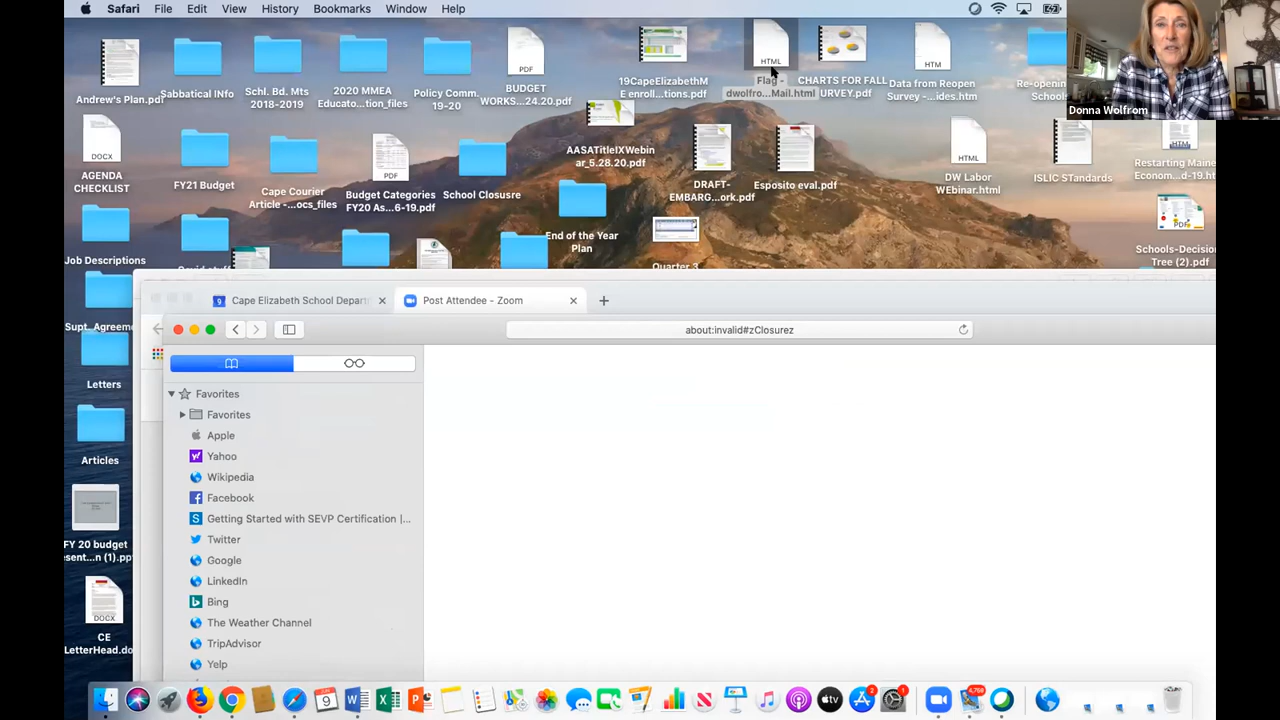 Safari File Edit View History Bookmarks Window Help
Donna Wolfrom
PDF
HTML
HTM
Andrew's Plan.pdf
Sabbatical INfo
Schl. Bd. Mts
2018-2019
2020 MMEA
Educato...tion_files
Policy Comm.
19-20
BUDGET
WORKS...24.20.pdf
19CapeElizabethM
E enroll...tions.pdf
Flag -
dwolfro...Mail.html
CHARTS FOR FALL
URVEY.pdf
Data from Reopen
Survey -...ides.htm
Re-openin
Schools
DOCX
AGENDA
CHECKLIST
FY21 Budget
Cape Courier
Article -...ocs_files
PDF
Budget Categories
FY20 As...6-19.pdf
School Closusre
AASATitleIXWebin
ar_5.28.20.pdf
DRAFT-
EMBARG...ork.pdf
Esposito eval.pdf
HTML
DW Labor
WEbinar.html
ISLIC STandards
HTM
Restarting Maine
Econom...d-19.ht
Job Descriptions
End of the Year
Plan
Quarter 3
PDF
Schools-Decisio
Tree (2).pdf
Supt. Agreeme
Letters
Articles
FY 20 budget
esent...n (1).pp
DOCX
CE
LetterHead.do
Cape Elizabeth School Depart
Post Attendee - Zoom
about:invalid#zClosurez
Favorites
Favorites
Apple
Yahoo
Wikipedia
Facebook
Getting Started with SEVP Certification |...
Twitter
Google
LinkedIn
Bing
The Weather Channel
TripAdvisor
Yelp